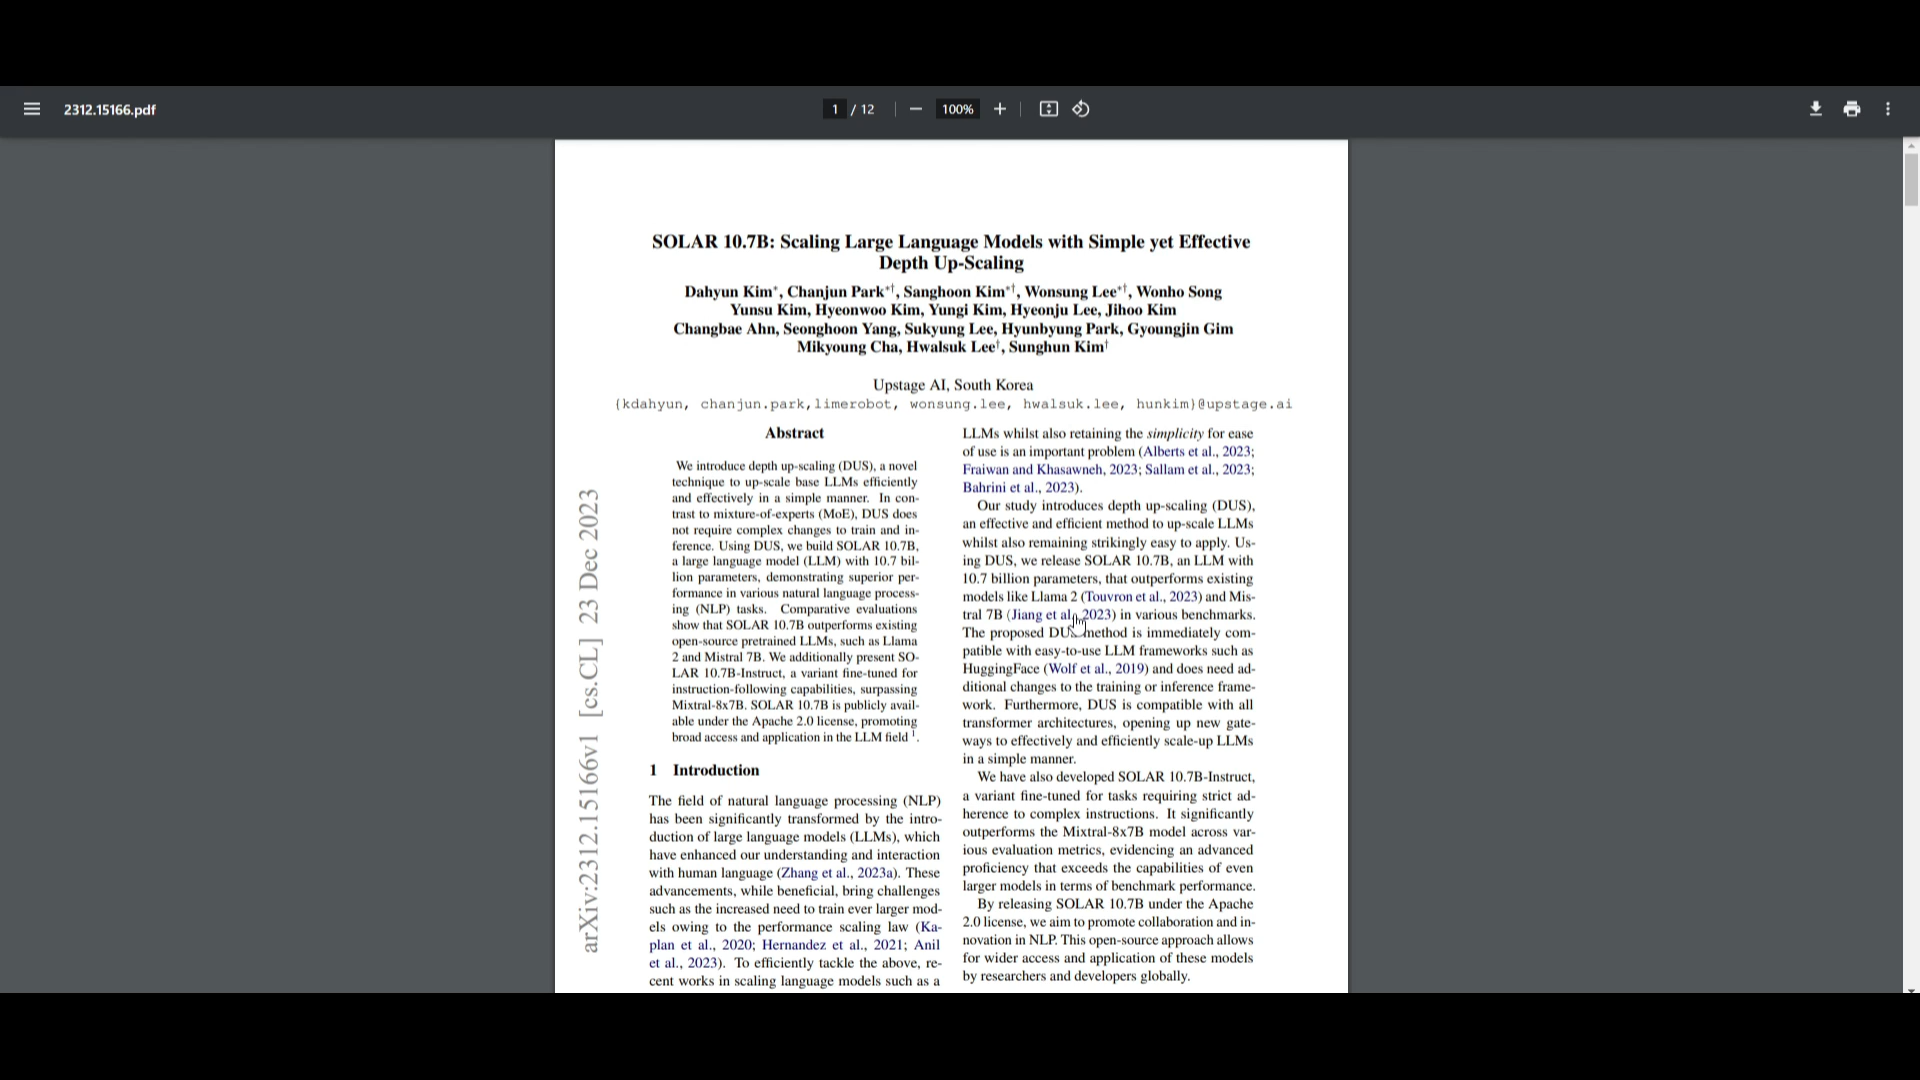 2312.15166.pdf
1 / 12
100%
SOLAR 10.7B: Scaling Large Language Models with Simple yet Effective
Depth Up-Scaling
Dahyun Kim*, Chanjun Park*†, Sanghoon Kim*†, Wonsung Lee*†, Wonho Song
Yunsu Kim, Hyeonwoo Kim, Yungi Kim, Hyeonju Lee, Jihoo Kim
Changbae Ahn, Seonghoon Yang, Sukyung Lee, Hyunbyung Park, Gyoungjin Gim
Mikyoung Cha, Hwalsuk Lee†, Sunghun Kim†
Upstage AI, South Korea
{kdahyun, chanjun.park,limerobot, wonsung.lee, hwalsuk.lee, hunkim}@upstage.ai
arXiv:2312.15166v1 [cs.CL] 23 Dec 2023
Abstract
We introduce depth up-scaling (DUS), a novel
technique to up-scale base LLMs efficiently
and effectively in a simple manner. In con-
trast to mixture-of-experts (MoE), DUS does
not require complex changes to train and in-
ference. Using DUS, we build SOLAR 10.7B,
a large language model (LLM) with 10.7 bil-
lion parameters, demonstrating superior per-
formance in various natural language process-
ing (NLP) tasks. Comparative evaluations
show that SOLAR 10.7B outperforms existing
open-source pretrained LLMs, such as Llama
2 and Mistral 7B. We additionally present SO-
LAR 10.7B-Instruct, a variant fine-tuned for
instruction-following capabilities, surpassing
Mixtral-8x7B. SOLAR 10.7B is publicly avail-
able under the Apache 2.0 license, promoting
broad access and application in the LLM field 1.
1 Introduction
The field of natural language processing (NLP)
has been significantly transformed by the intro-
duction of large language models (LLMs), which
have enhanced our understanding and interaction
with human language (Zhang et al., 2023a). These
advancements, while beneficial, bring challenges
such as the increased need to train ever larger mod-
els owing to the performance scaling law (Ka-
plan et al., 2020; Hernandez et al., 2021; Anil
et al., 2023). To efficiently tackle the above, re-
cent works in scaling language models such as a
LLMs whilst also retaining the simplicity for ease
of use is an important problem (Alberts et al., 2023;
Fraiwan and Khasawneh, 2023; Sallam et al., 2023;
Bahrini et al., 2023).
Our study introduces depth up-scaling (DUS),
an effective and efficient method to up-scale LLMs
whilst also remaining strikingly easy to apply. Us-
ing DUS, we release SOLAR 10.7B, an LLM with
10.7 billion parameters, that outperforms existing
models like Llama 2 (Touvron et al., 2023) and Mis-
tral 7B (Jiang et al., 2023) in various benchmarks.
The proposed DUS method is immediately com-
patible with easy-to-use LLM frameworks such as
HuggingFace (Wolf et al., 2019) and does need ad-
ditional changes to the training or inference frame-
work. Furthermore, DUS is compatible with all
transformer architectures, opening up new gate-
ways to effectively and efficiently scale-up LLMs
in a simple manner.
We have also developed SOLAR 10.7B-Instruct,
a variant fine-tuned for tasks requiring strict ad-
herence to complex instructions. It significantly
outperforms the Mixtral-8x7B model across var-
ious evaluation metrics, evidencing an advanced
proficiency that exceeds the capabilities of even
larger models in terms of benchmark performance.
By releasing SOLAR 10.7B under the Apache
2.0 license, we aim to promote collaboration and in-
novation in NLP. This open-source approach allows
for wider access and application of these models
by researchers and developers globally.